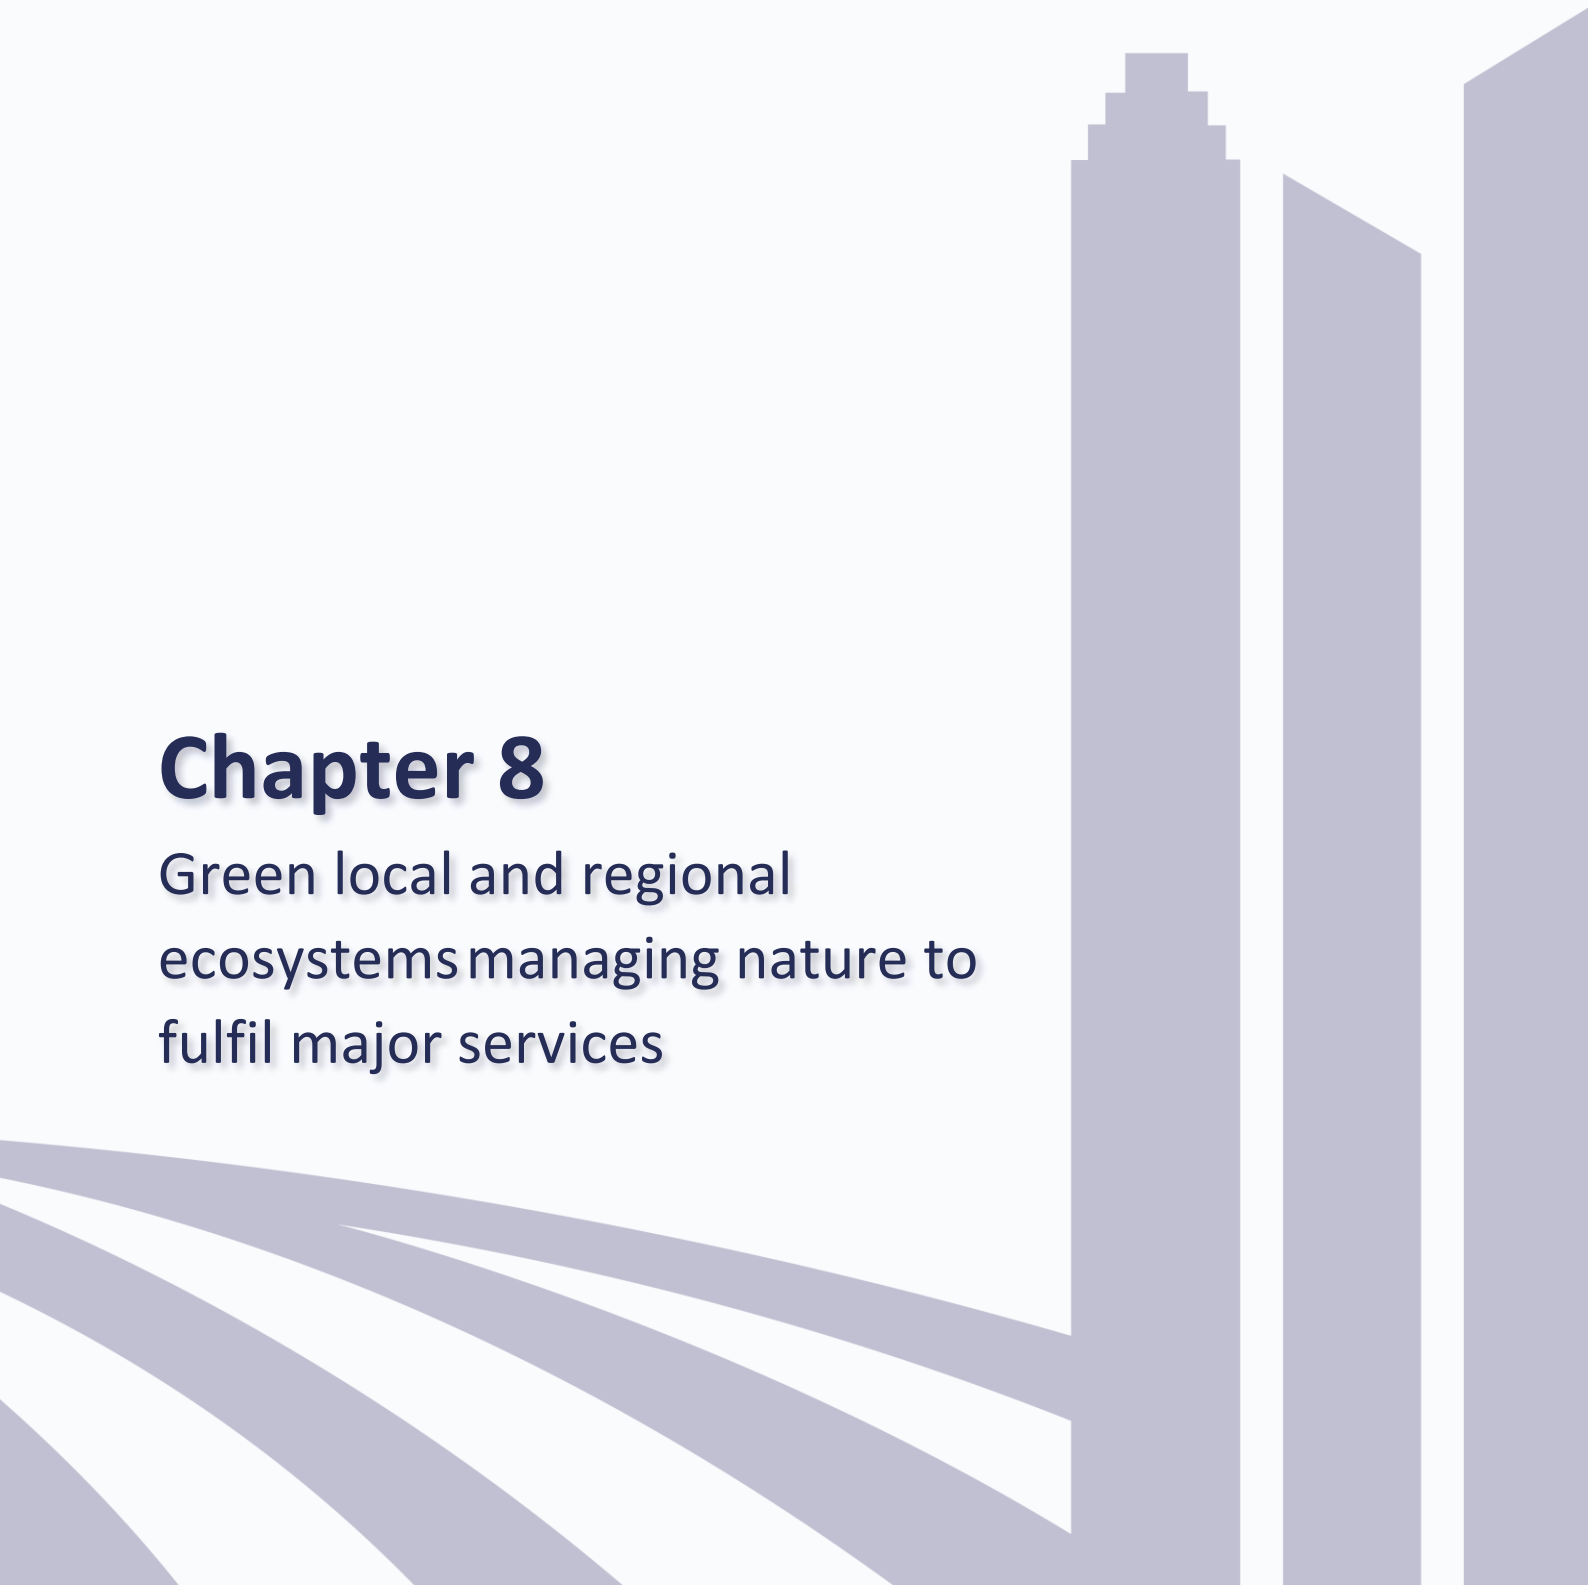 Chapter 8
Green local and regional
ecosystems managing nature to
fulfil major services